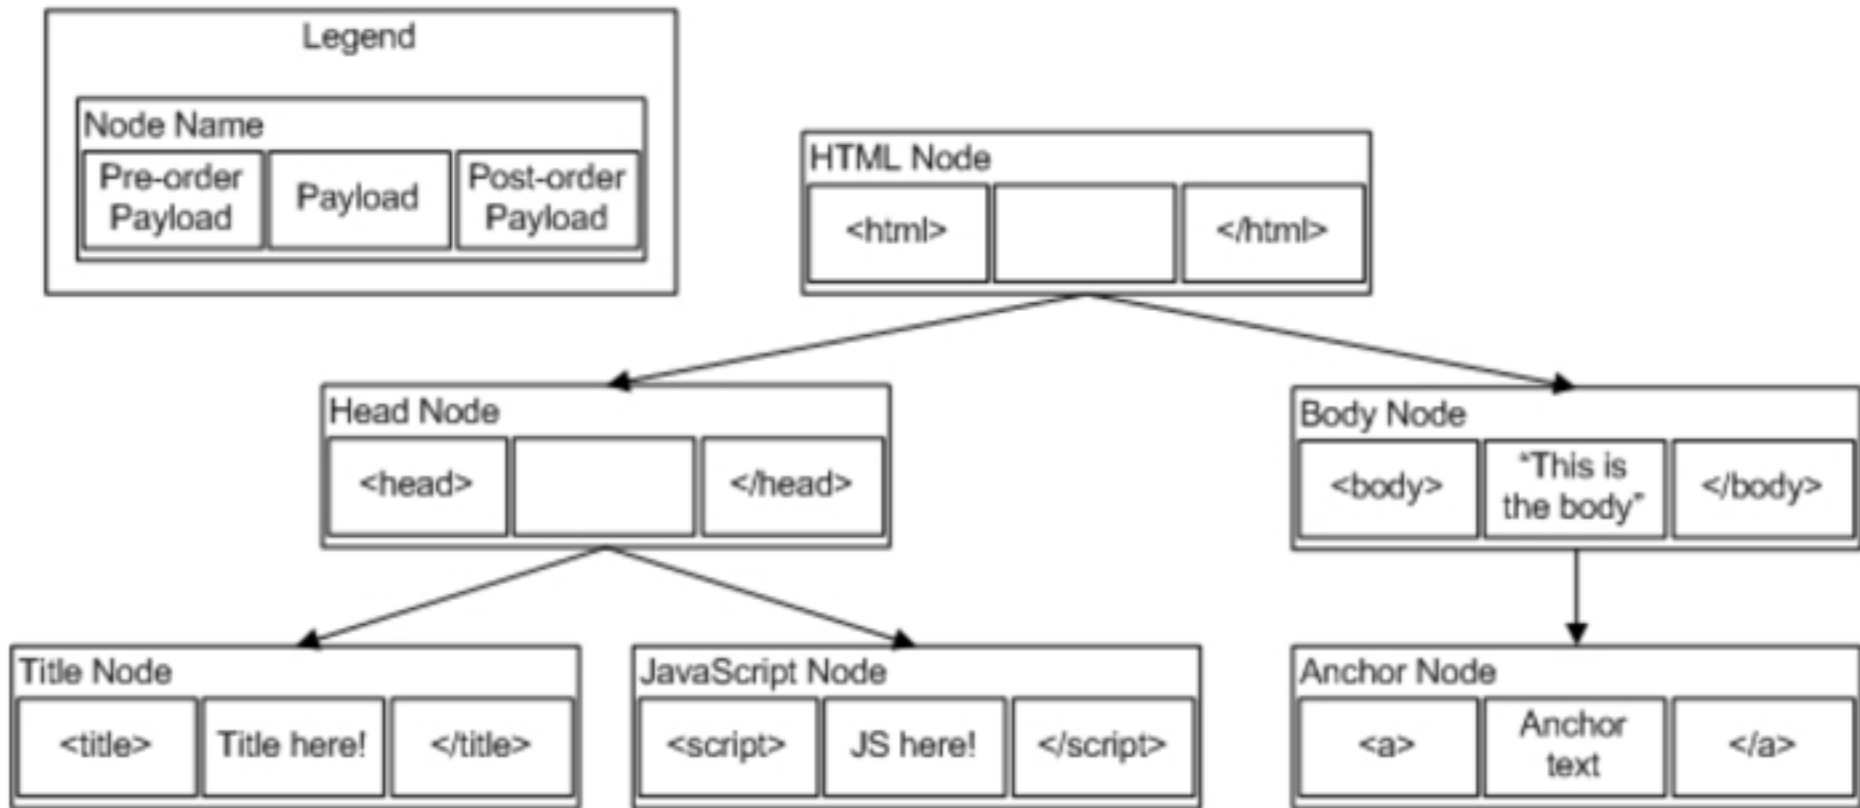 Legend
Node Name
Pre-order
Payload
Payload
Post-order
Payload
HTML Node
<html>
</html>
Head Node
<head>
</head>
Body Node
<body>
“This is
the body”
</body>
Title Node
<title>
Title here!
</title>
JavaScript Node
<script>
JS here!
</script>
Anchor Node
<a>
Anchor
text
</a>